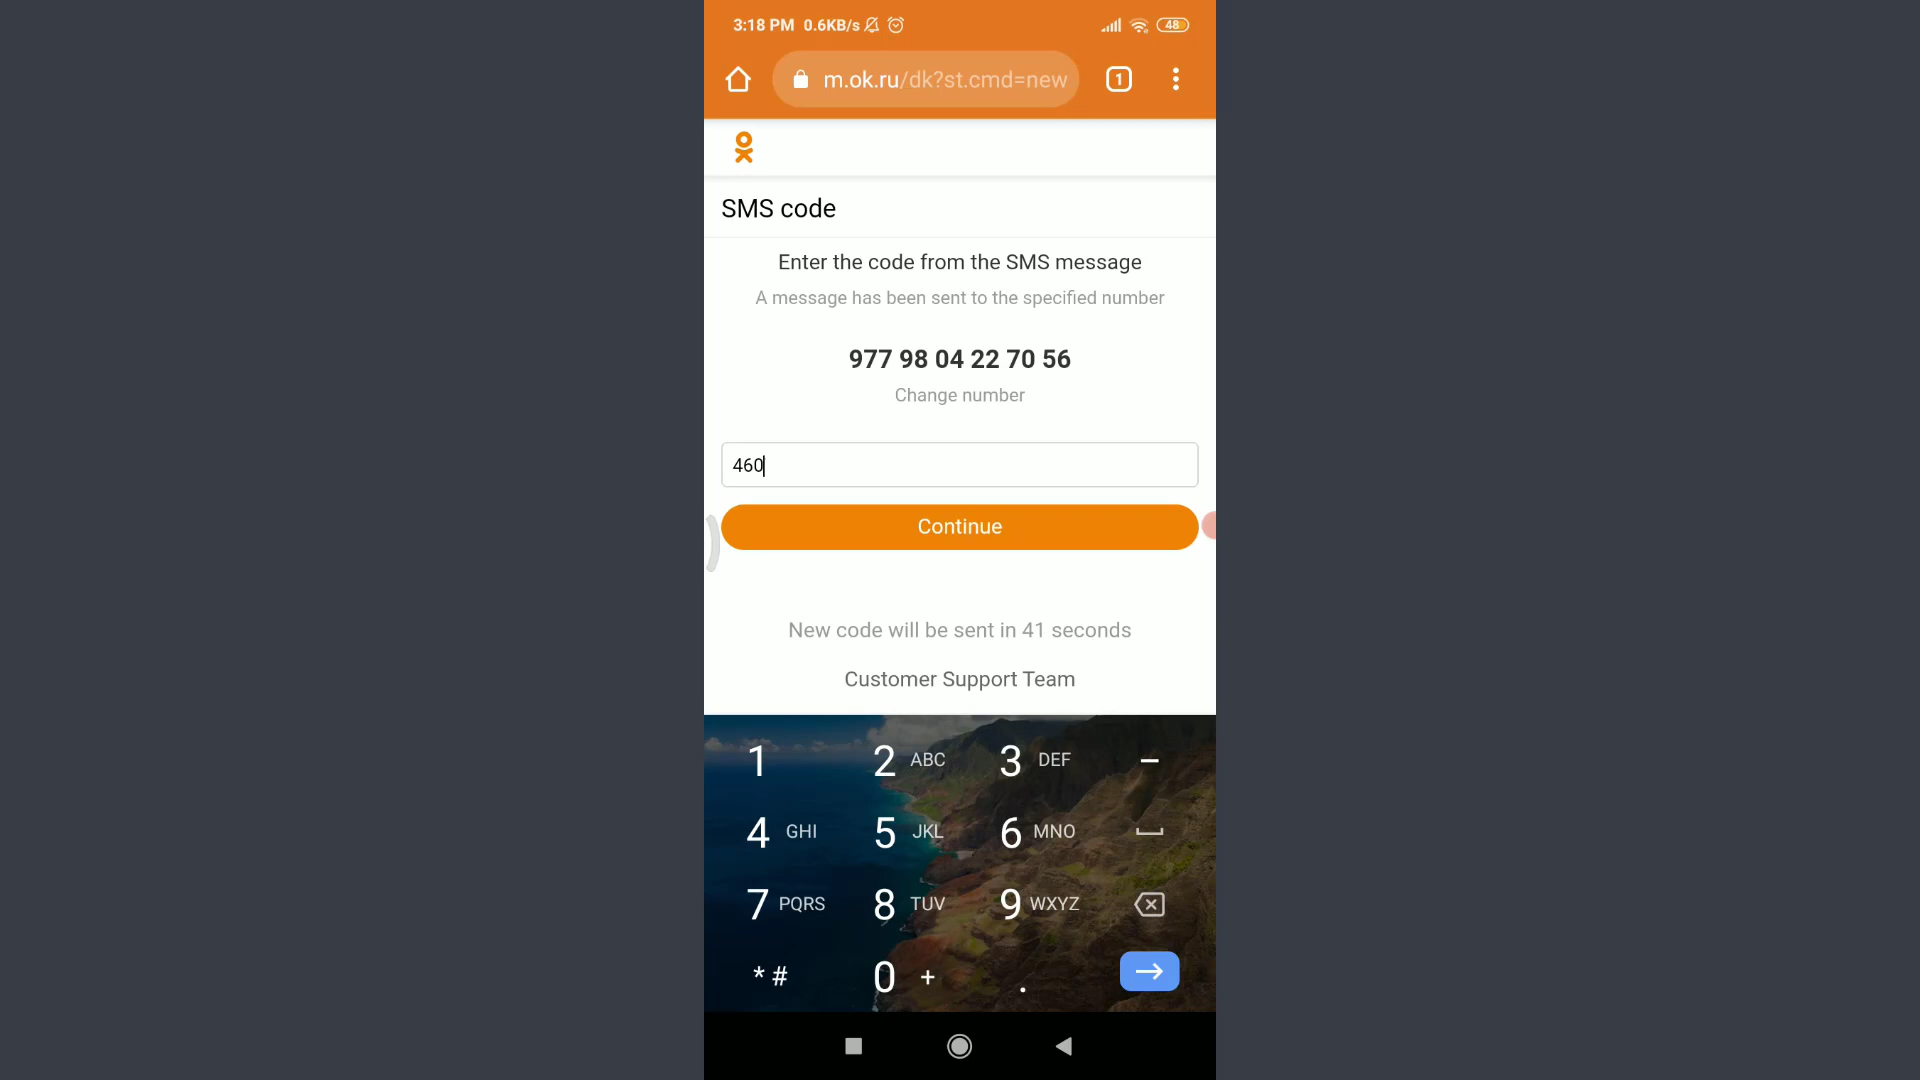 3:18 PM 0.6KB/s 48
m.ok.ru/dk?st.cmd=new 1
SMS code
Enter the code from the SMS message
A message has been sent to the specified number
977 98 04 22 70 56
Change number
460
Continue
New code will be sent in 41 seconds
Customer Support Team
1 2 ABC 3 DEF –
4 GHI 5 JKL 6 MNO
7 PQRS 8 TUV 9 WXYZ
* # 0 + .